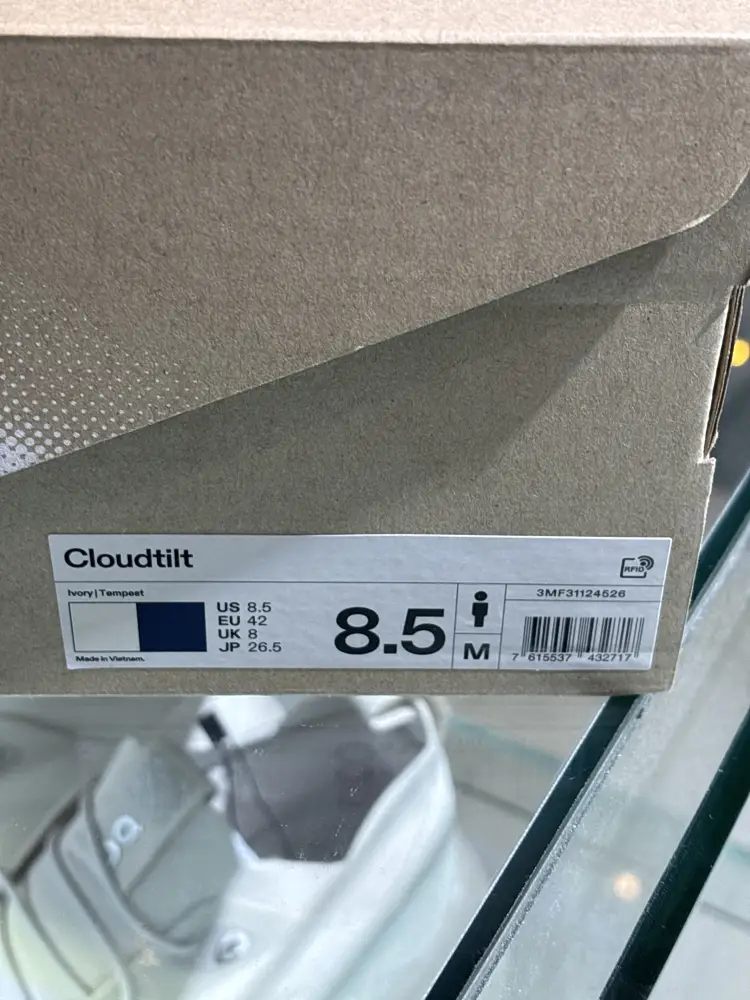 Cloudtilt
RFID
Ivory | Tempest
US 8.5
EU 42
UK 8
JP 26.5
Made in Vietnam.
8.5
M
3MF31124526
7 615537 432717